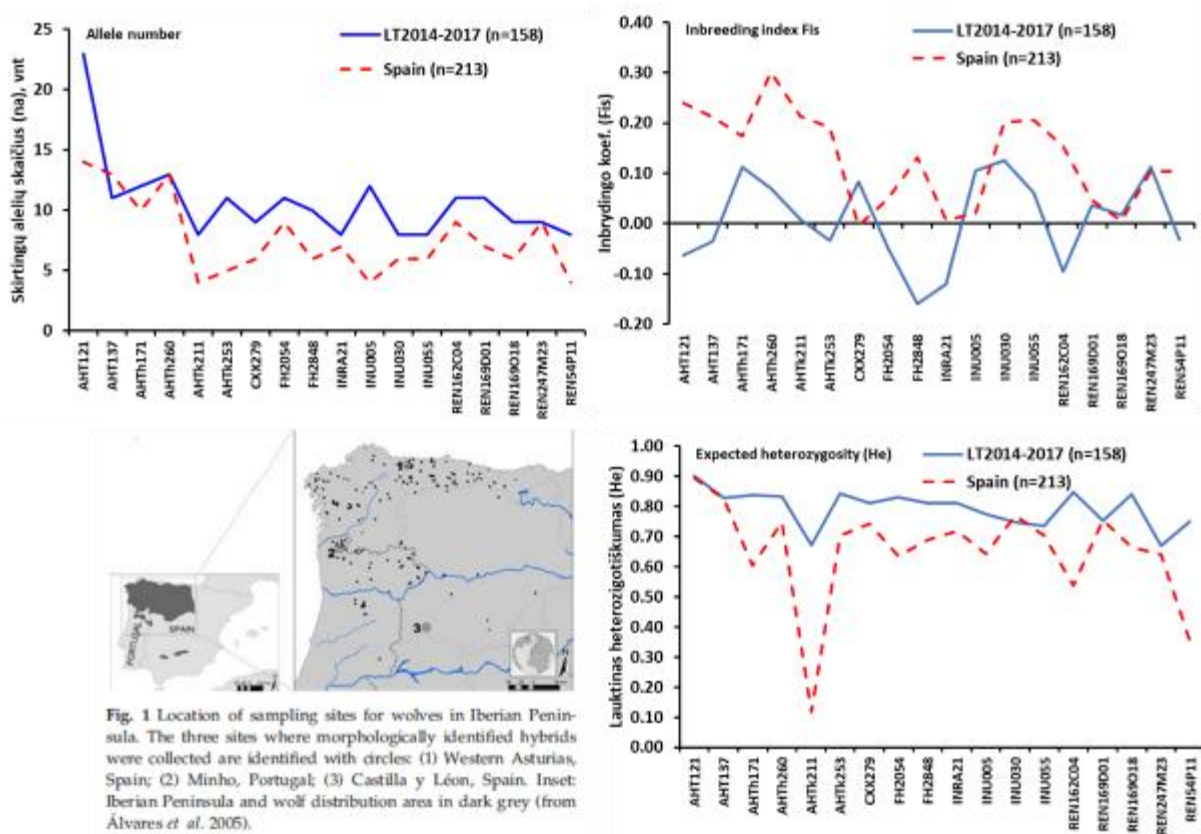 Allele number
LT2014-2017 (n=158)
Spain (n=213)
Skirtingų alelių skaičius (na), vnt
25
20
15
10
5
0
AHT121
AHT137
AHTh171
AHTh260
AHTk211
AHTk253
CXX279
FH2054
FH2848
INRA21
INU005
INU030
INU055
REN162C04
REN169D01
REN169O18
REN247M23
REN54P11
Inbreeding index Fis
LT2014-2017 (n=158)
Spain (n=213)
Inbrydingo koef. (Fis)
0.40
0.30
0.20
0.10
0.00
-0.10
-0.20
AHT121
AHT137
AHTh171
AHTh260
AHTk211
AHTk253
CXX279
FH2054
FH2848
INRA21
INU005
INU030
INU055
REN162C04
REN169D01
REN169O18
REN247M23
REN54P11
1
2
3
PORTUGAL
SPAIN
N
Fig. 1 Location of sampling sites for wolves in Iberian Penin-
sula. The three sites where morphologically identified hybrids
were collected are identified with circles: (1) Western Asturias,
Spain; (2) Minho, Portugal; (3) Castilla y Léon, Spain. Inset:
Iberian Peninsula and wolf distribution area in dark grey (from
Álvares et al. 2005).
Expected heterozygosity (He)
LT2014-2017 (n=158)
Spain (n=213)
Lauktinas heterozigotiškumas (He)
1.00
0.90
0.80
0.70
0.60
0.50
0.40
0.30
0.20
0.10
0.00
AHT121
AHT137
AHTh171
AHTh260
AHTk211
AHTk253
CXX279
FH2054
FH2848
INRA21
INU005
INU030
INU055
REN162C04
REN169D01
REN169O18
REN247M23
REN54P11